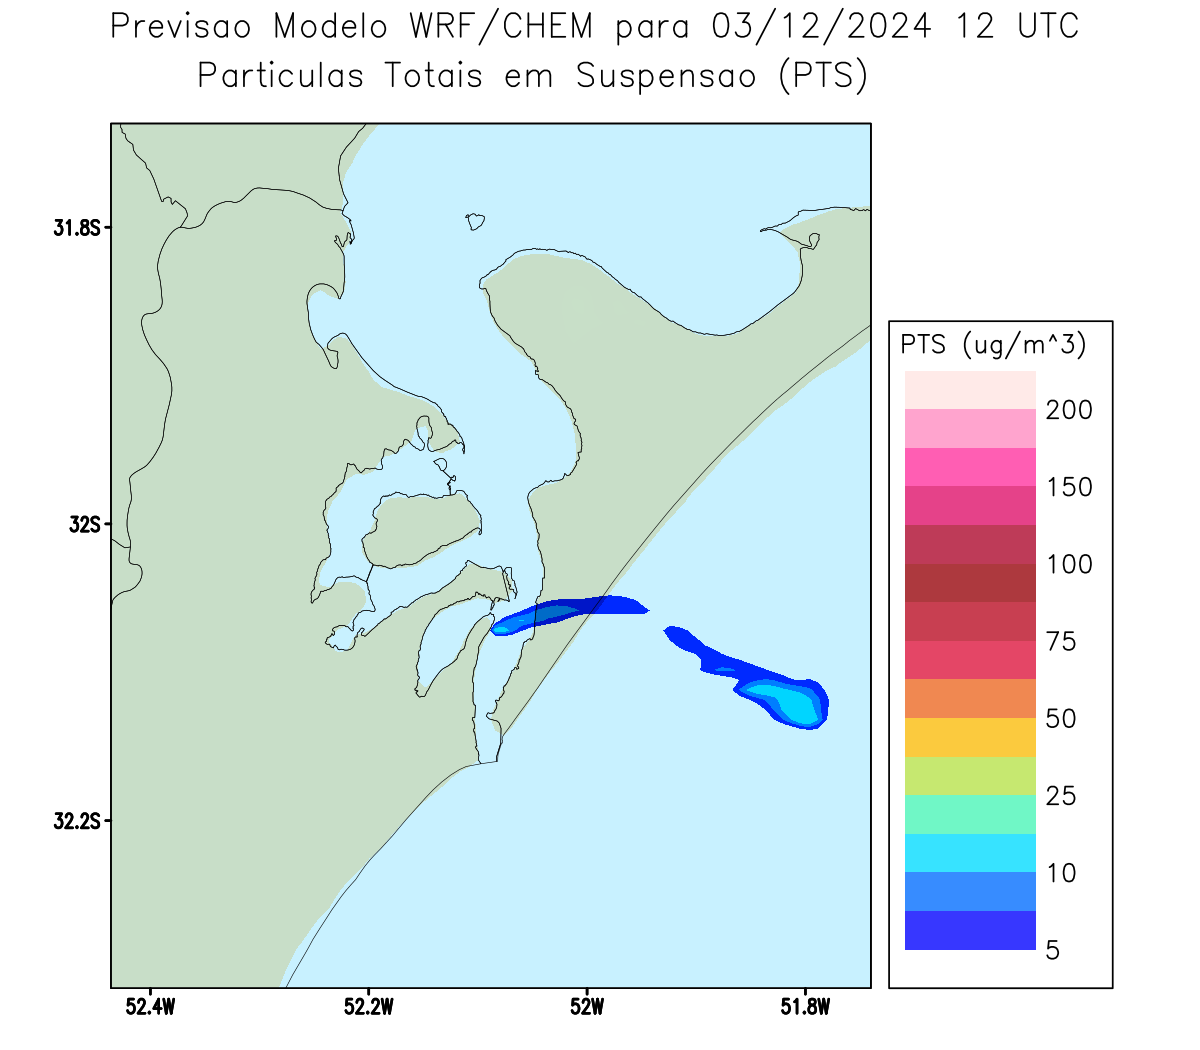 Previsao Modelo WRF/CHEM para 03/12/2024 12 UTC
Particulas Totais em Suspensao (PTS)
31.8S
32S
32.2S
52.4W
52.2W
52W
51.8W
PTS (ug/m^3)
200
150
100
75
50
25
10
5